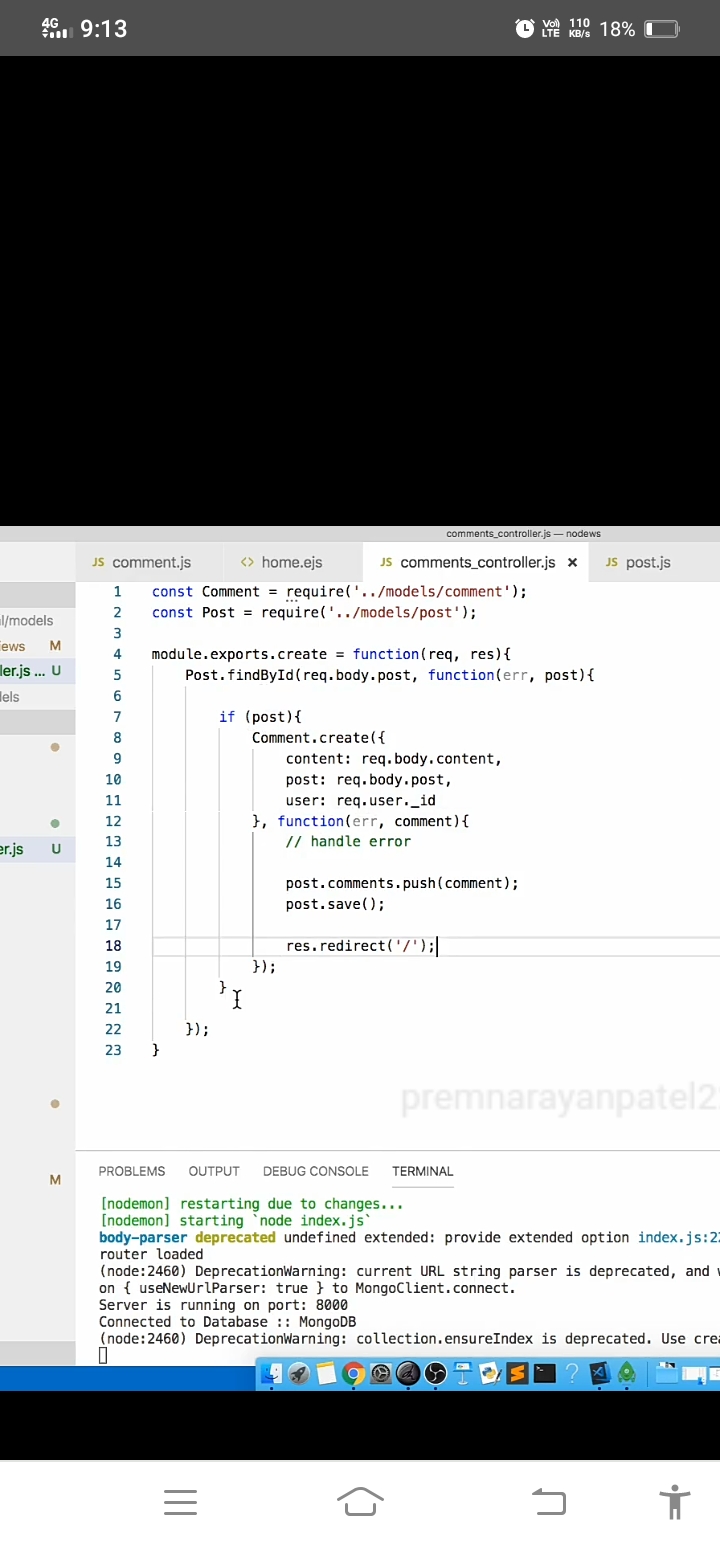 4G 9:13 Vo) LTE 110 KB/s 18%
comments_controller.js — nodews
JS comment.js <> home.ejs JS comments_controller.js × JS post.js
l/models
iews M
ler.js ... U
dels
er.js U
M
1 const Comment = require('../models/comment');
2 const Post = require('../models/post');
3
4 module.exports.create = function(req, res){
5 Post.findById(req.body.post, function(err, post){
6
7 if (post){
8 Comment.create({
9 content: req.body.content,
10 post: req.body.post,
11 user: req.user._id
12 }, function(err, comment){
13 // handle error
14
15 post.comments.push(comment);
16 post.save();
17
18 res.redirect('/');
19 });
20 }
21
22 });
23 }
premnarayanpatel2
PROBLEMS OUTPUT DEBUG CONSOLE TERMINAL
[nodemon] restarting due to changes...
[nodemon] starting `node index.js`
body-parser deprecated undefined extended: provide extended option index.js:2
router loaded
(node:2460) DeprecationWarning: current URL string parser is deprecated, and
on { useNewUrlParser: true } to MongoClient.connect.
Server is running on port: 8000
Connected to Database :: MongoDB
(node:2460) DeprecationWarning: collection.ensureIndex is deprecated. Use crea